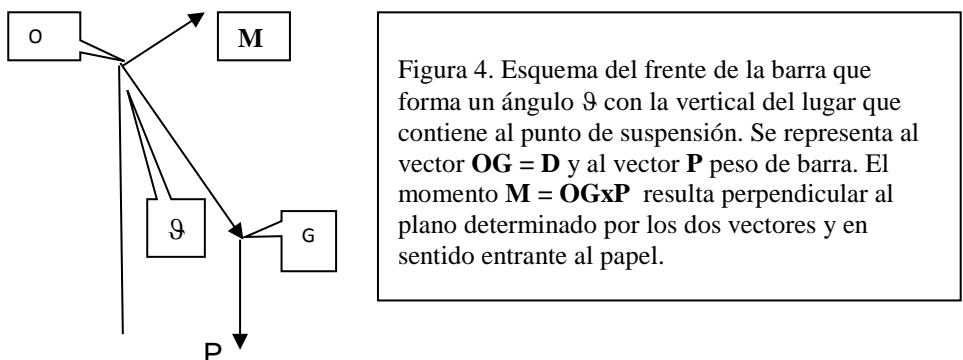 O
M
Figura 4. Esquema del frente de la barra que
forma un ángulo ϑ con la vertical del lugar que
contiene al punto de suspensión. Se representa al
vector OG = D y al vector P peso de barra. El
momento M = OGxP resulta perpendicular al
plano determinado por los dos vectores y en
sentido entrante al papel.
ϑ
G
P